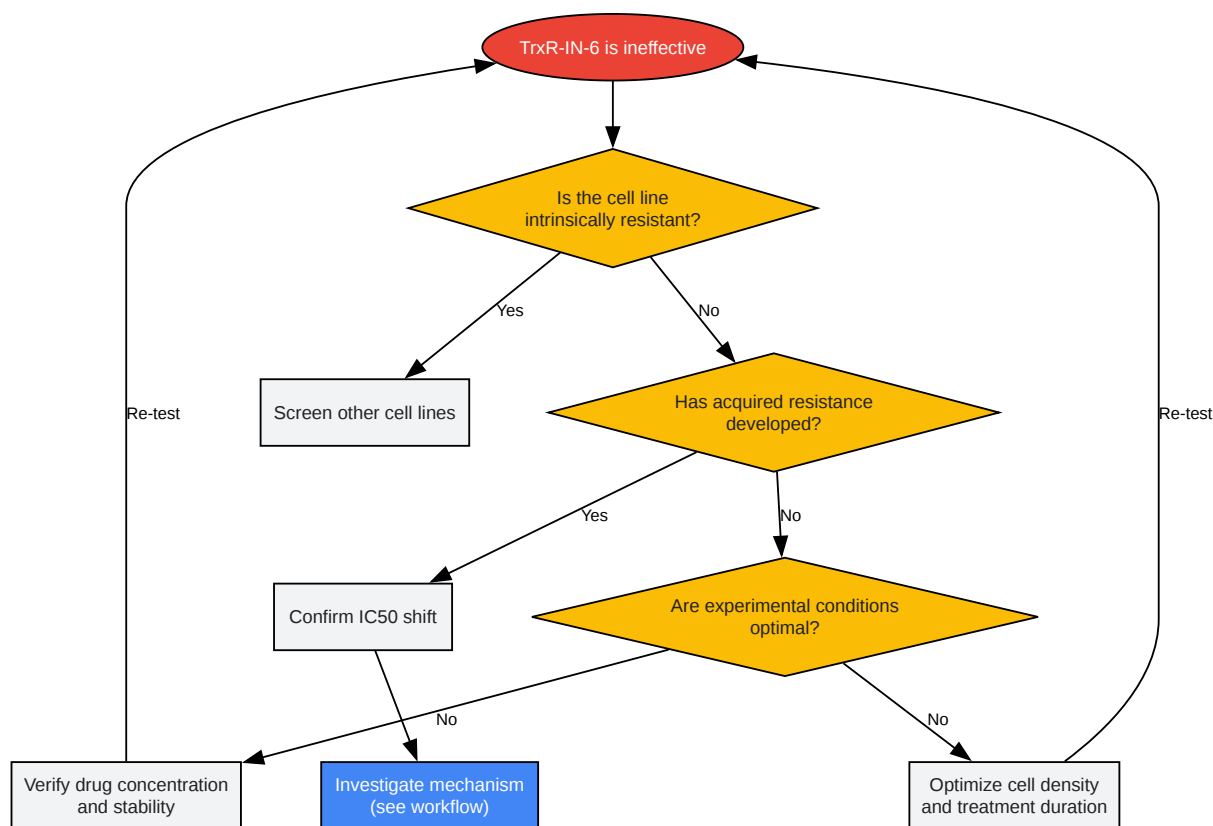 TrxR-IN-6 is ineffective
Is the cell line
intrinsically resistant?
Yes
No
Screen other cell lines
Has acquired resistance
developed?
Re-test
Re-test
Yes
No
Confirm IC50 shift
Are experimental conditions
optimal?
No
No
Verify drug concentration
and stability
Investigate mechanism
(see workflow)
Optimize cell density
and treatment duration